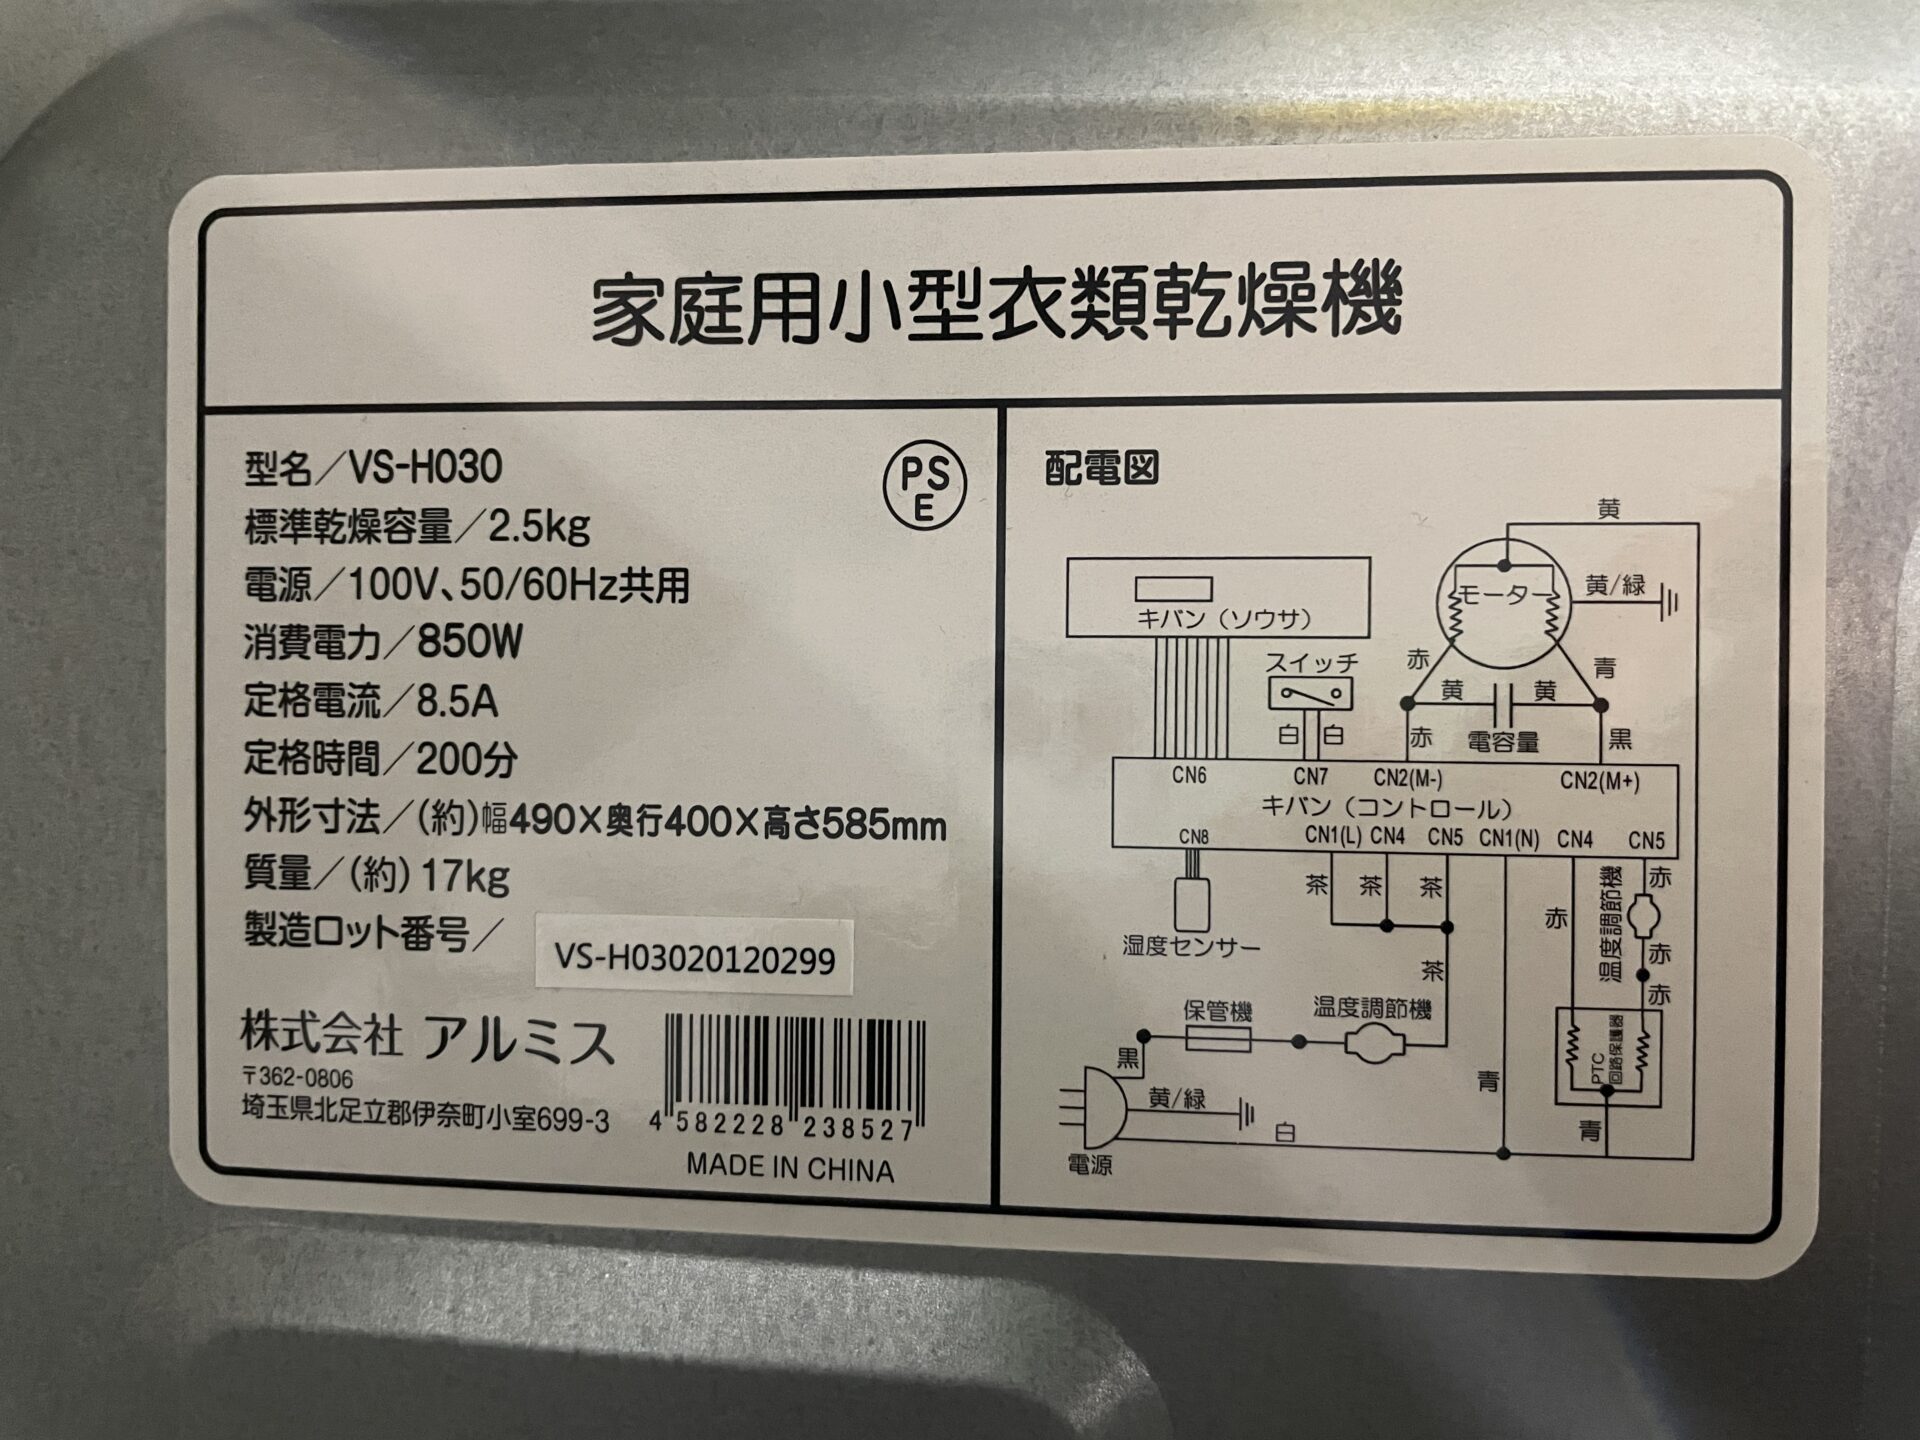 家庭用小型衣類乾燥機
型名／VS-H030
標準乾燥容量／2.5kg
電源／100V、50/60Hz共用
消費電力／850W
定格電流／8.5A
定格時間／200分
外形寸法／(約)幅490×奥行400×高さ585mm
質量／(約)17kg
製造ロット番号／
VS-H03020120299
PS
E
株式会社 アルミス
〒362-0806
埼玉県北足立郡伊奈町小室699-3
4 582228 238527
MADE IN CHINA
配電図
黄
モーター
黄/緑
キバン（ソウサ）
スイッチ
赤
青
黄
黄
白
白
赤
電容量
黒
CN6
CN7
CN2(M-)
CN2(M+)
キバン（コントロール）
CN8
CN1(L)
CN4
CN5
CN1(N)
CN4
CN5
茶
茶
茶
赤
温度調節機
赤
湿度センサー
茶
赤
赤
保管機
温度調節機
PTC
回路保護器
黒
黄/緑
青
青
白
電源